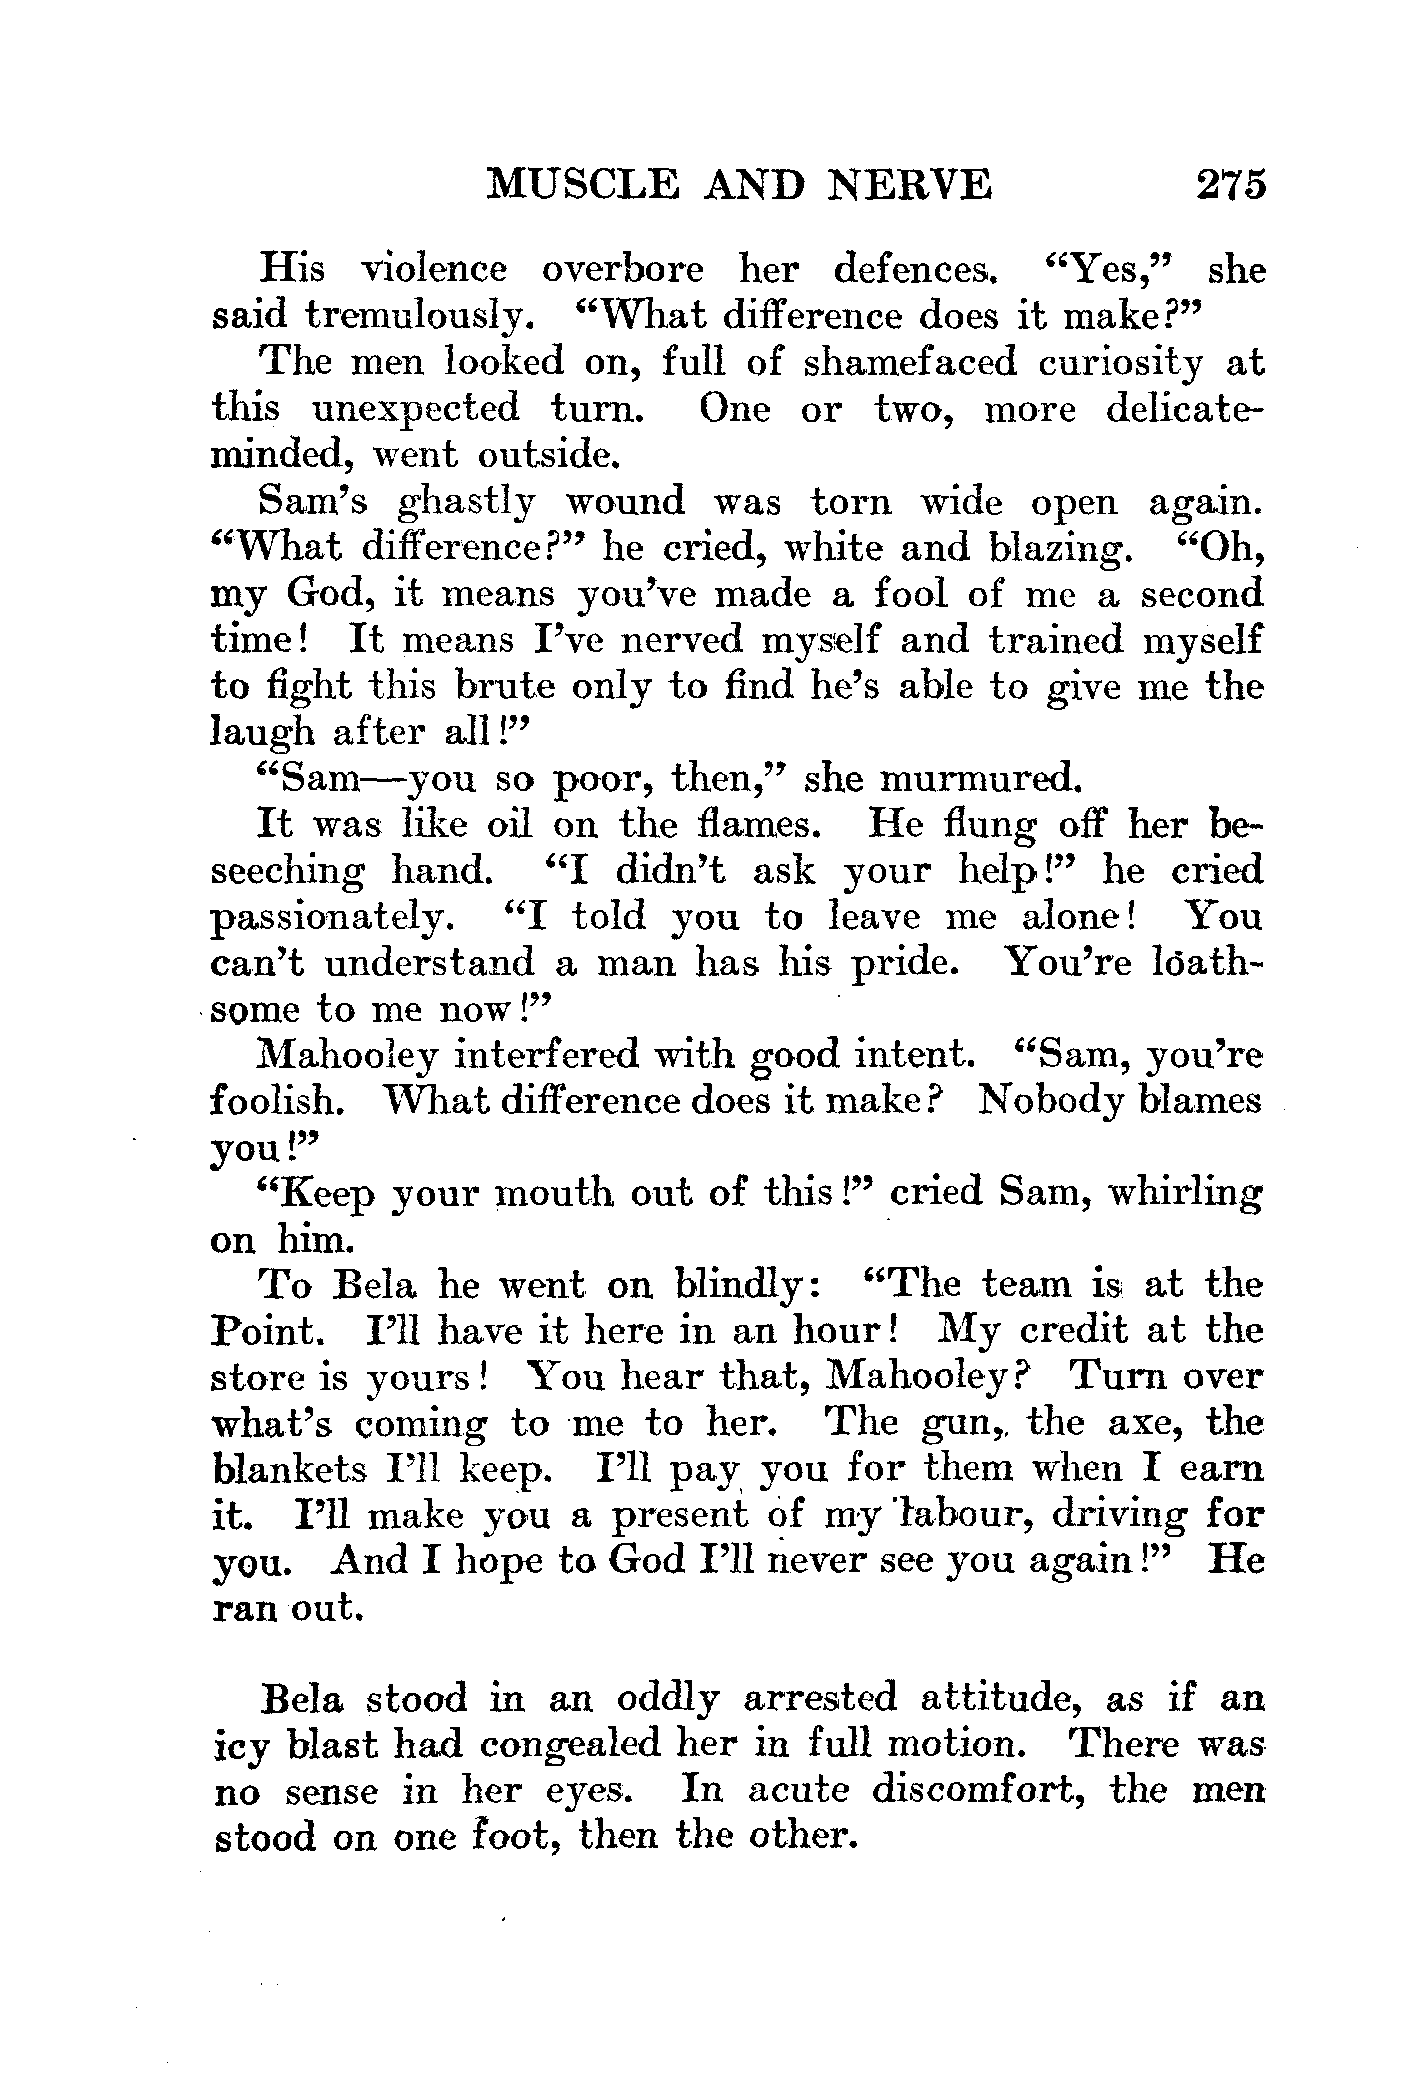 MUSCLE AND NERVE 275
His violence overbore her defences. “Yes,” she
said tremulously. “What difference does it make?”
The men looked on, full of shamefaced curiosity at
this unexpected turn. One or two, more delicate-
minded, went outside.
Sam’s ghastly wound was torn wide open again.
“What difference?” he cried, white and blazing. “Oh,
my God, it means you’ve made a fool of me a second
time! It means I’ve nerved myself and trained myself
to fight this brute only to find he’s able to give me the
laugh after all!”
“Sam—you so poor, then,” she murmured.
It was like oil on the flames. He flung off her be-
seeching hand. “I didn’t ask your help!” he cried
passionately. “I told you to leave me alone! You
can’t understand a man has his pride. You’re loath-
some to me now!”
Mahooley interfered with good intent. “Sam, you’re
foolish. What difference does it make? Nobody blames
you!”
“Keep your mouth out of this!” cried Sam, whirling
on him.
To Bela he went on blindly: “The team is at the
Point. I’ll have it here in an hour! My credit at the
store is yours! You hear that, Mahooley? Turn over
what’s coming to me to her. The gun, the axe, the
blankets I’ll keep. I’ll pay you for them when I earn
it. I’ll make you a present of my labour, driving for
you. And I hope to God I’ll never see you again!” He
ran out.
Bela stood in an oddly arrested attitude, as if an
icy blast had congealed her in full motion. There was
no sense in her eyes. In acute discomfort, the men
stood on one foot, then the other.